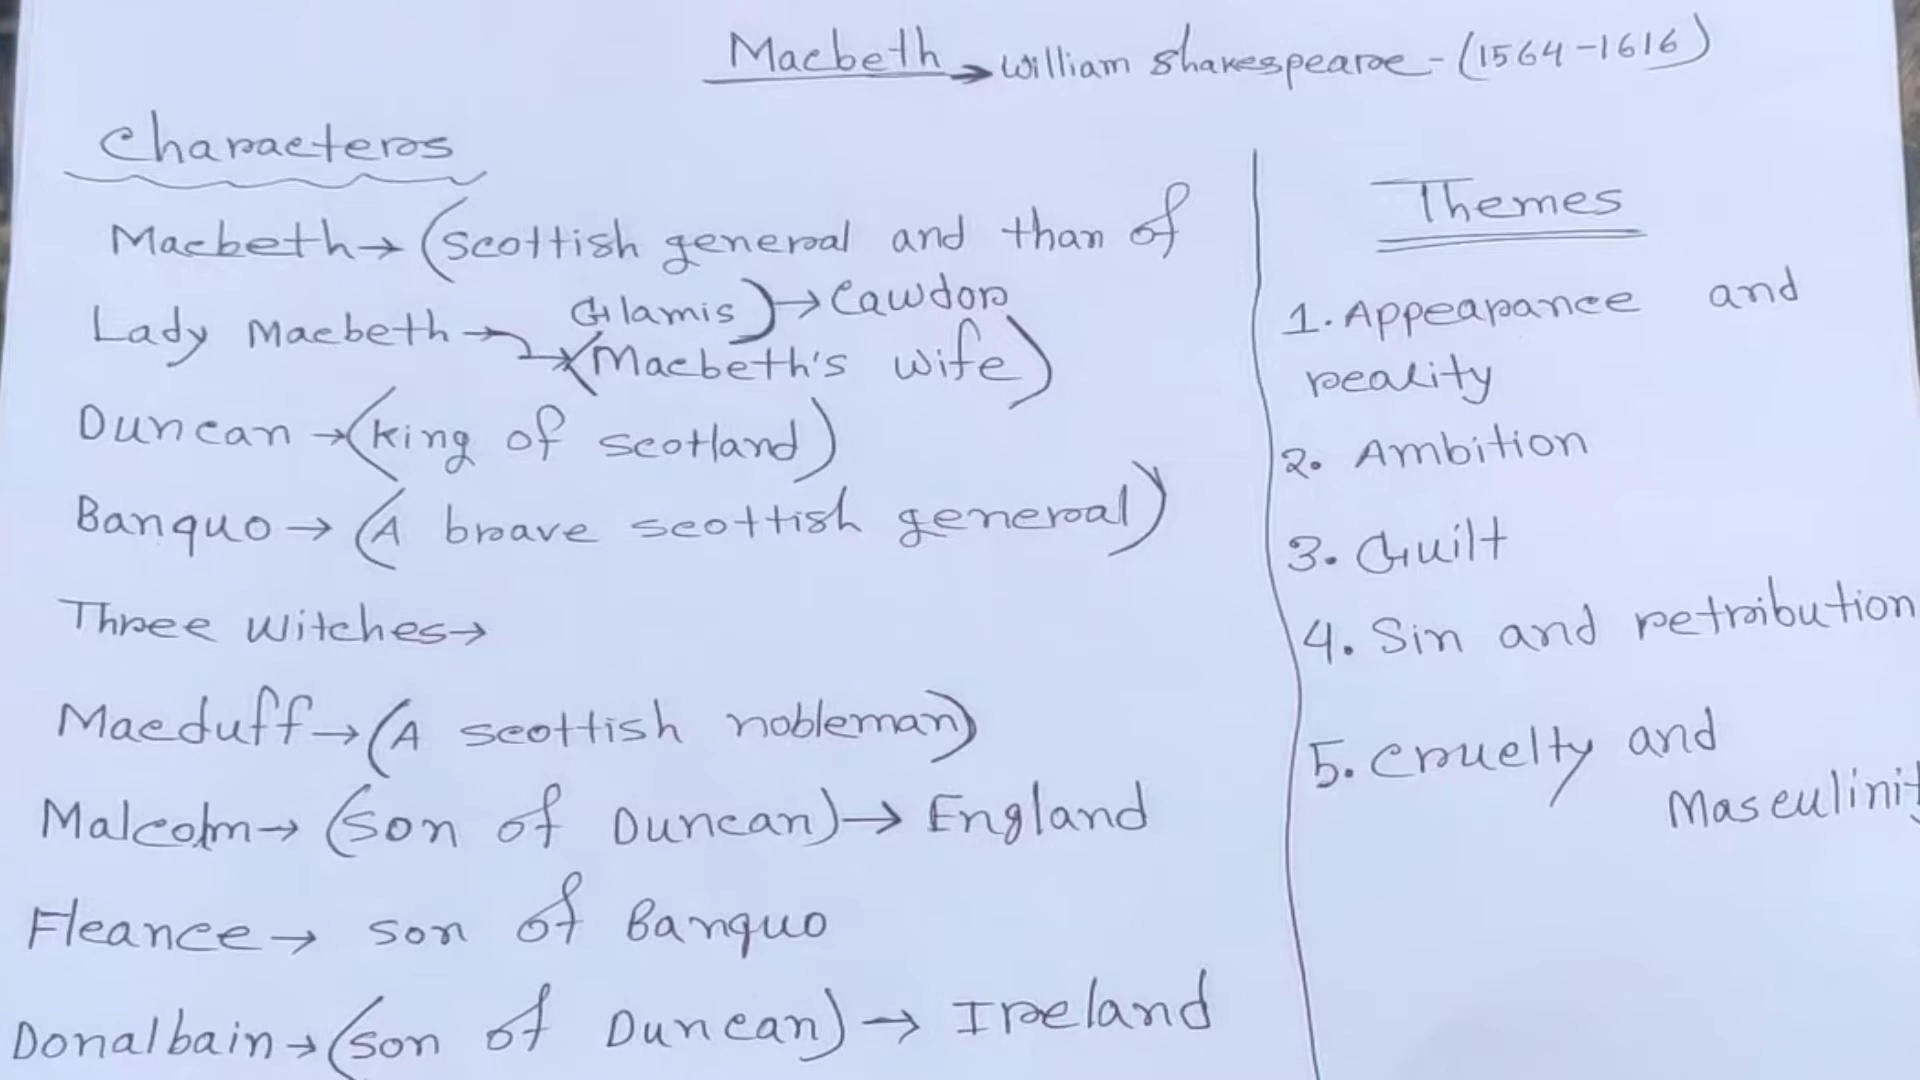 Macbeth → William Shakespeare - (1564-1616)
Characters
Macbeth → (Scottish general and than of
Glamis) → Cawdor
Lady Macbeth → (Macbeth's wife)
Duncan → (king of scotland)
Banquo → (A brave scottish general)
Three Witches →
Macduff → (A scottish nobleman)
Malcolm → (son of Duncan) → England
Fleance → son of Banquo
Donalbain → (son of Duncan) → Ireland
Themes
1. Appearance and
reality
2. Ambition
3. Guilt
4. Sin and retribution
5. Cruelty and
Masculinit